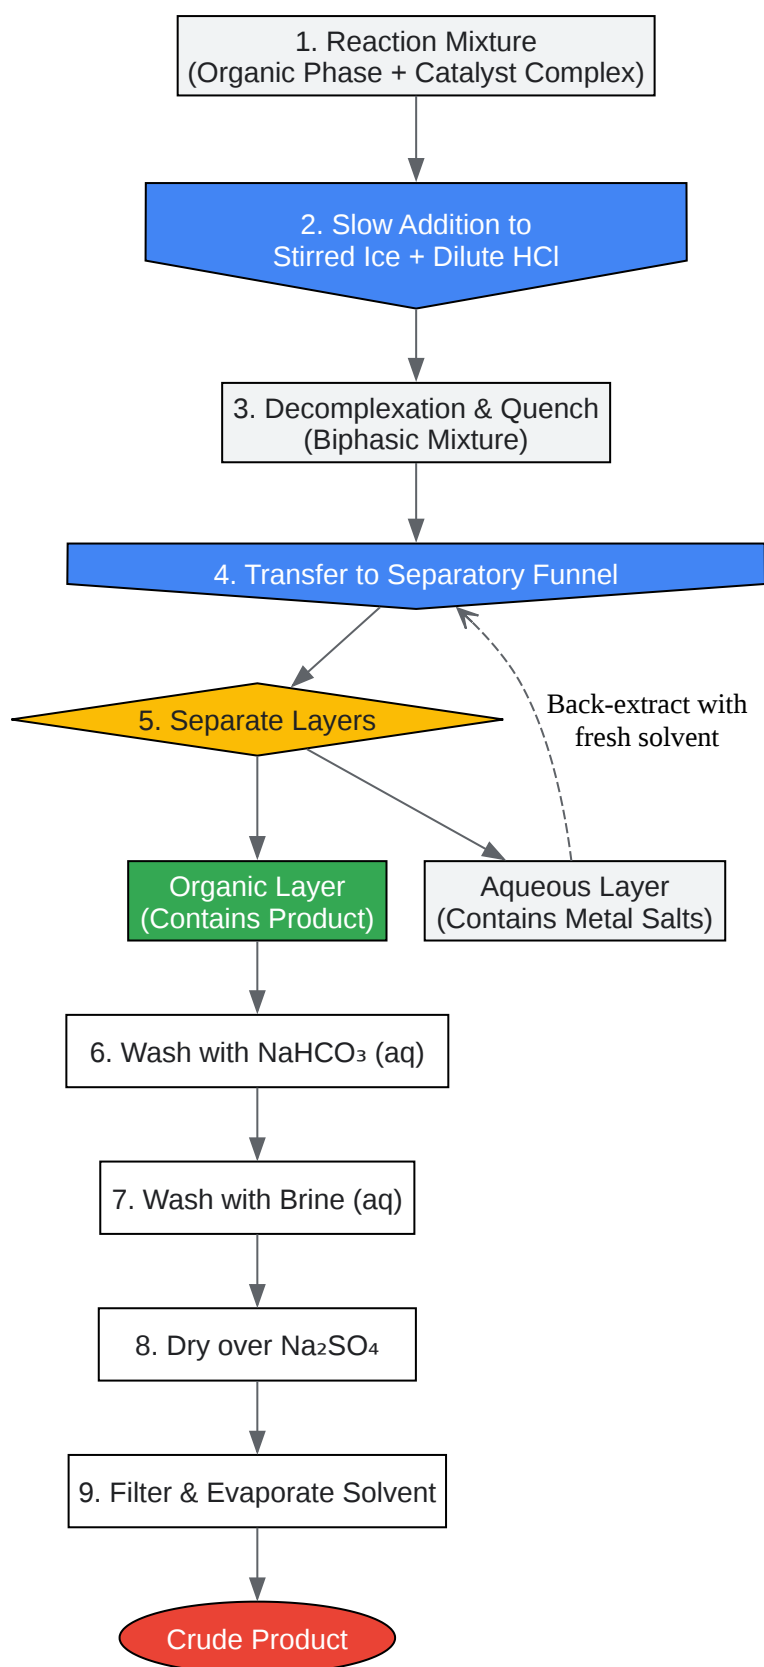 1. Reaction Mixture
(Organic Phase + Catalyst Complex)
2. Slow Addition to
Stirred Ice + Dilute HCl
3. Decomplexation & Quench
(Biphasic Mixture)
4. Transfer to Separatory Funnel
5. Separate Layers
Back-extract with
fresh solvent
Organic Layer
(Contains Product)
Aqueous Layer
(Contains Metal Salts)
6. Wash with NaHCO₃ (aq)
7. Wash with Brine (aq)
8. Dry over Na₂SO₄
9. Filter & Evaporate Solvent
Crude Product